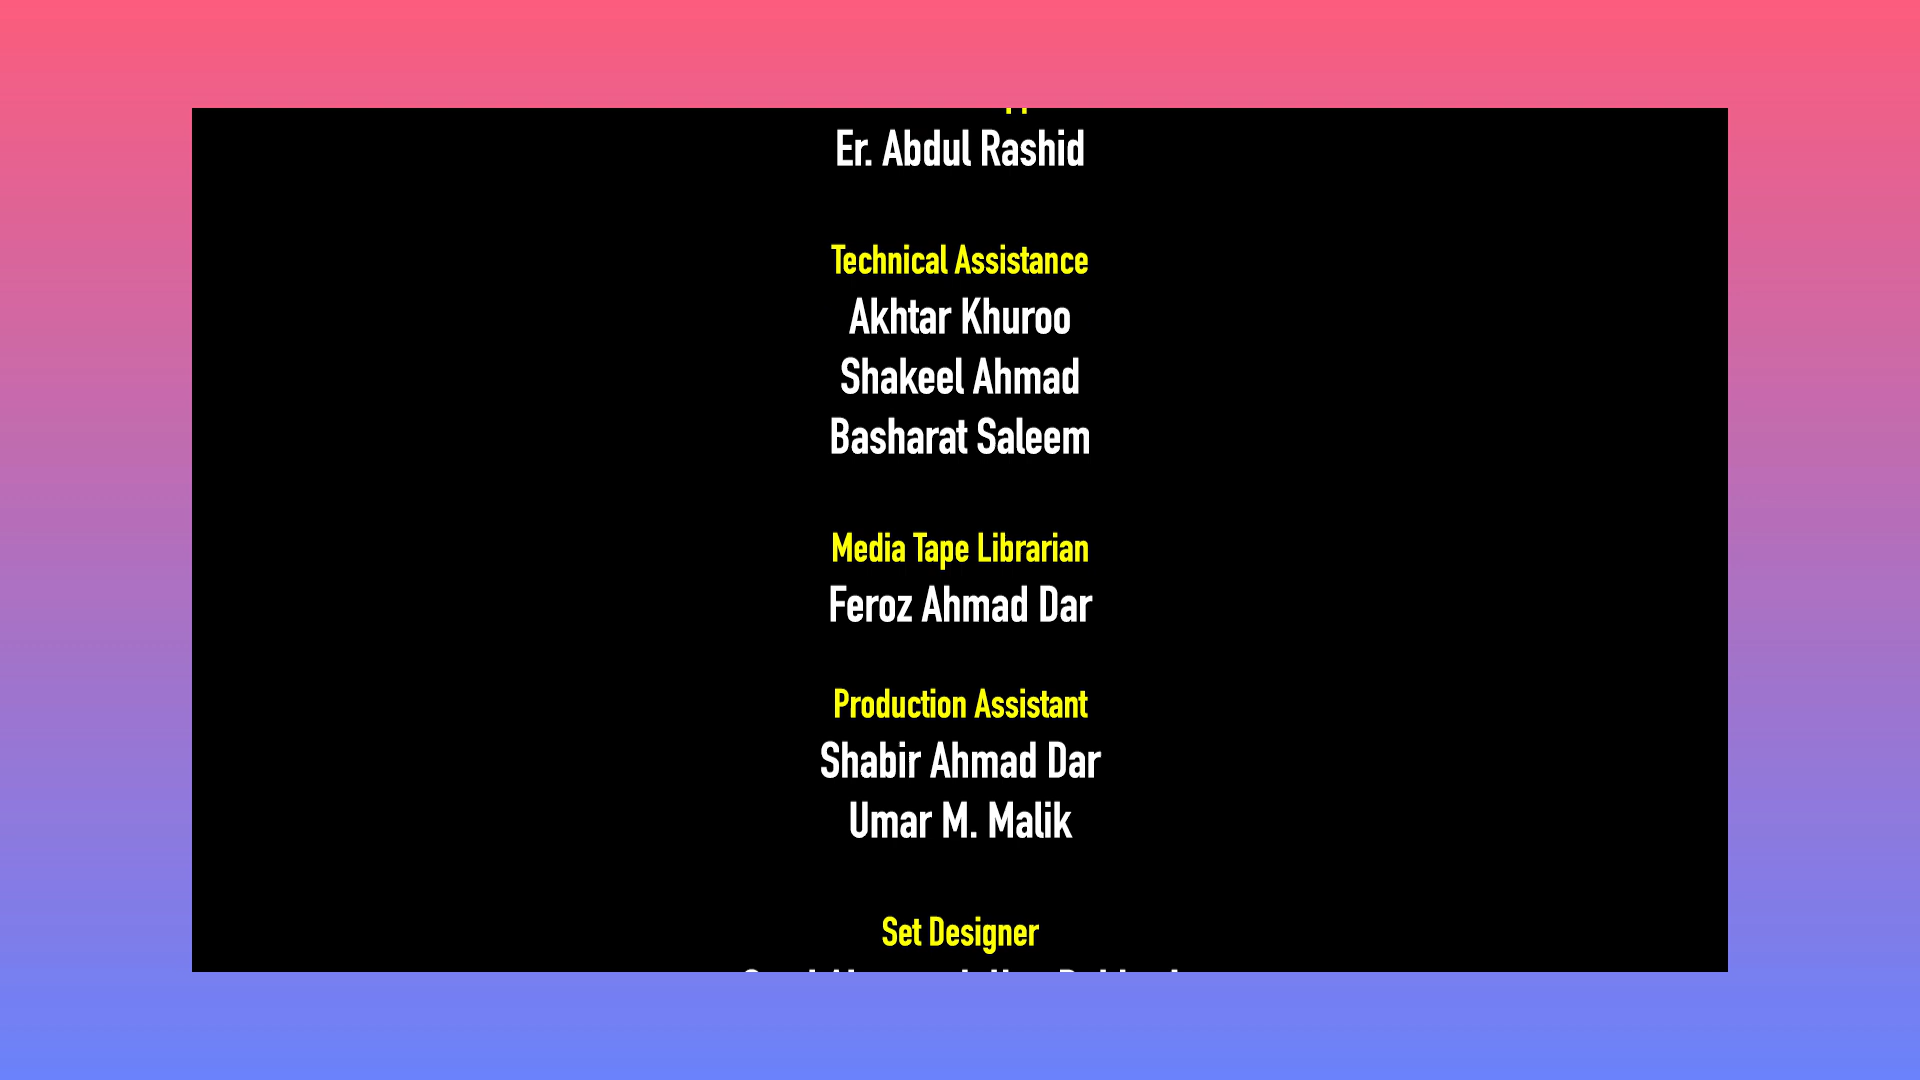 Er. Abdul Rashid
Technical Assistance
Akhtar Khuroo
Shakeel Ahmad
Basharat Saleem
Media Tape Librarian
Feroz Ahmad Dar
Production Assistant
Shabir Ahmad Dar
Umar M. Malik
Set Designer